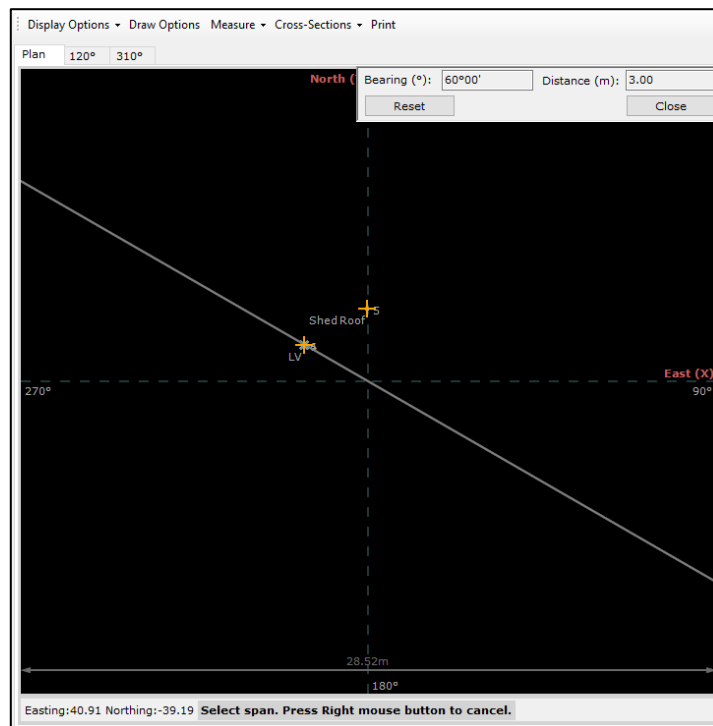 Display Options Draw Options Measure Cross-Sections Print
Plan 120° 310°
North (
Bearing (°): 60°00' Distance (m): 3.00
Reset Close
5
Shed Roof
LV
East (X)
270° 90°
28.52m
180°
Easting:40.91 Northing:-39.19 Select span. Press Right mouse button to cancel.